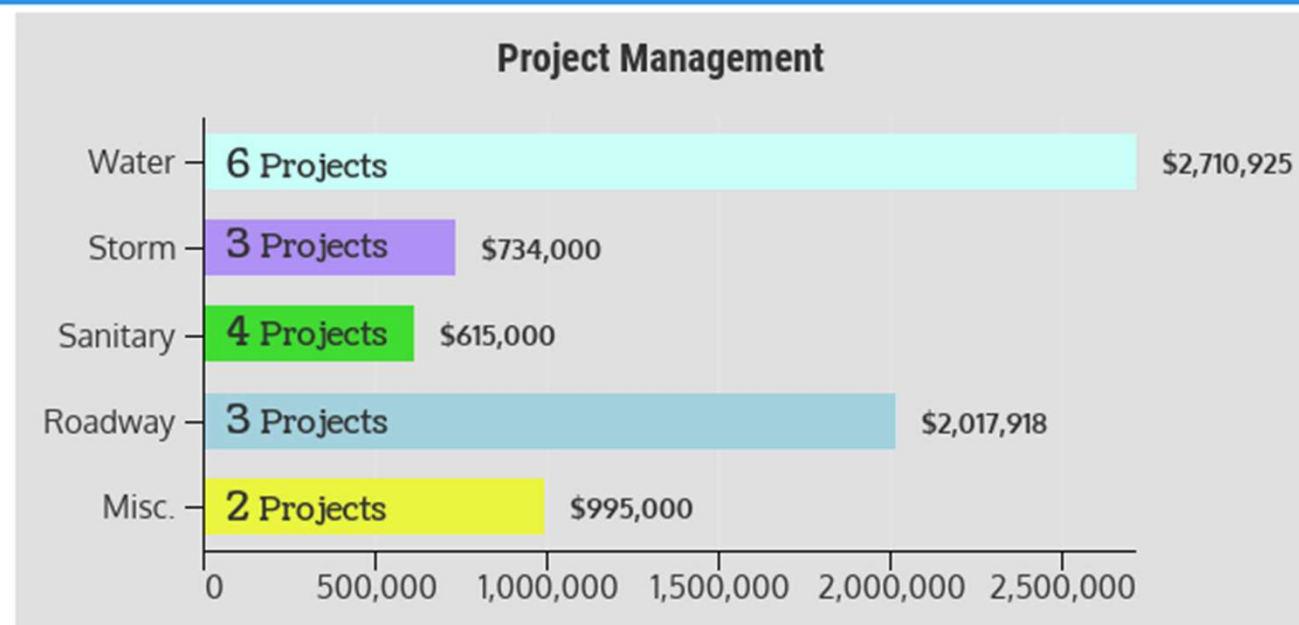 Project Management
Water 6 Projects $2,710,925
Storm 3 Projects $734,000
Sanitary 4 Projects $615,000
Roadway 3 Projects $2,017,918
Misc. 2 Projects $995,000
0 500,000 1,000,000 1,500,000 2,000,000 2,500,000